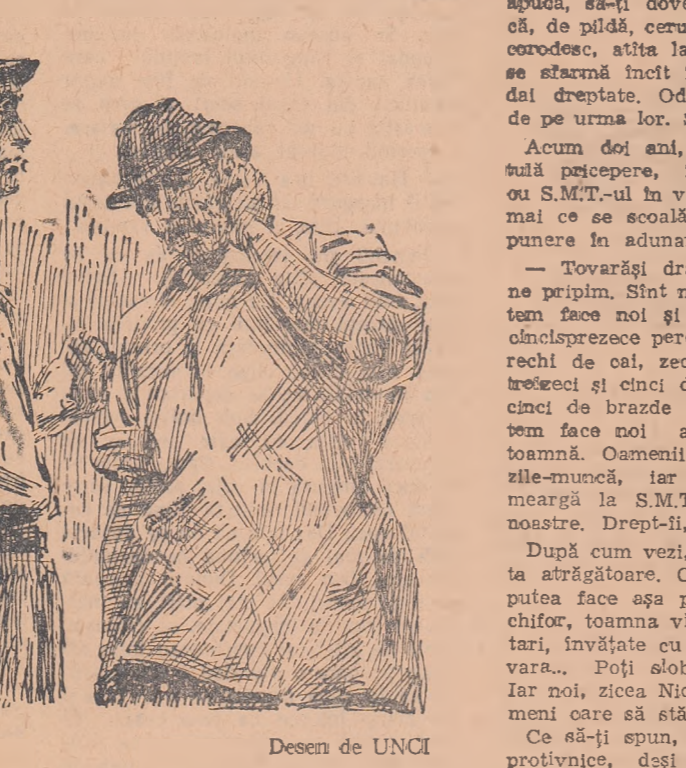 Desen de UNCI
apucă, să-ți dove
că, de pildă, ceru
corodesc, atîta la
se sfarmă încît
dai dreptate. Od
de pe urma lor. S
Acum doi ani,
tulă pricepere,
cu S.M.T.-ul în v
mai ce se scoală
punere în aduna
— Tovarăși dr
ne pripim. Sînt m
tem face noi și
cincisprezece per
rechi de cai, zec
treizeci și cinci d
cinci de brazde
tem face noi a
toamnă. Oamenii
zile-muncă, iar
meargă la S.M.T
noastre. Drept-îi,
După cum vezi,
ta atrăgătoare. C
putea face așa p
chifor, toamna vi
tari, învățate cu
vara... Poți slob
Iar noi, zicea Nic
meni care să stă
Ce să-ți spun,
protivnice, deși